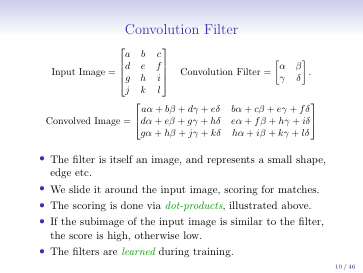 Convolution Filter
Input Image = [a b c
d e f
g h i
j k l] Convolution Filter = [α β
γ δ].
Convolved Image = [aα + bβ + dγ + eδ bα + cβ + eγ + fδ
dα + eβ + gγ + hδ eα + fβ + hγ + iδ
gα + hβ + jγ + kδ hα + iβ + kγ + lδ]
• The filter is itself an image, and represents a small shape,
edge etc.
• We slide it around the input image, scoring for matches.
• The scoring is done via dot-products, illustrated above.
• If the subimage of the input image is similar to the filter,
the score is high, otherwise low.
• The filters are learned during training.
10 / 46